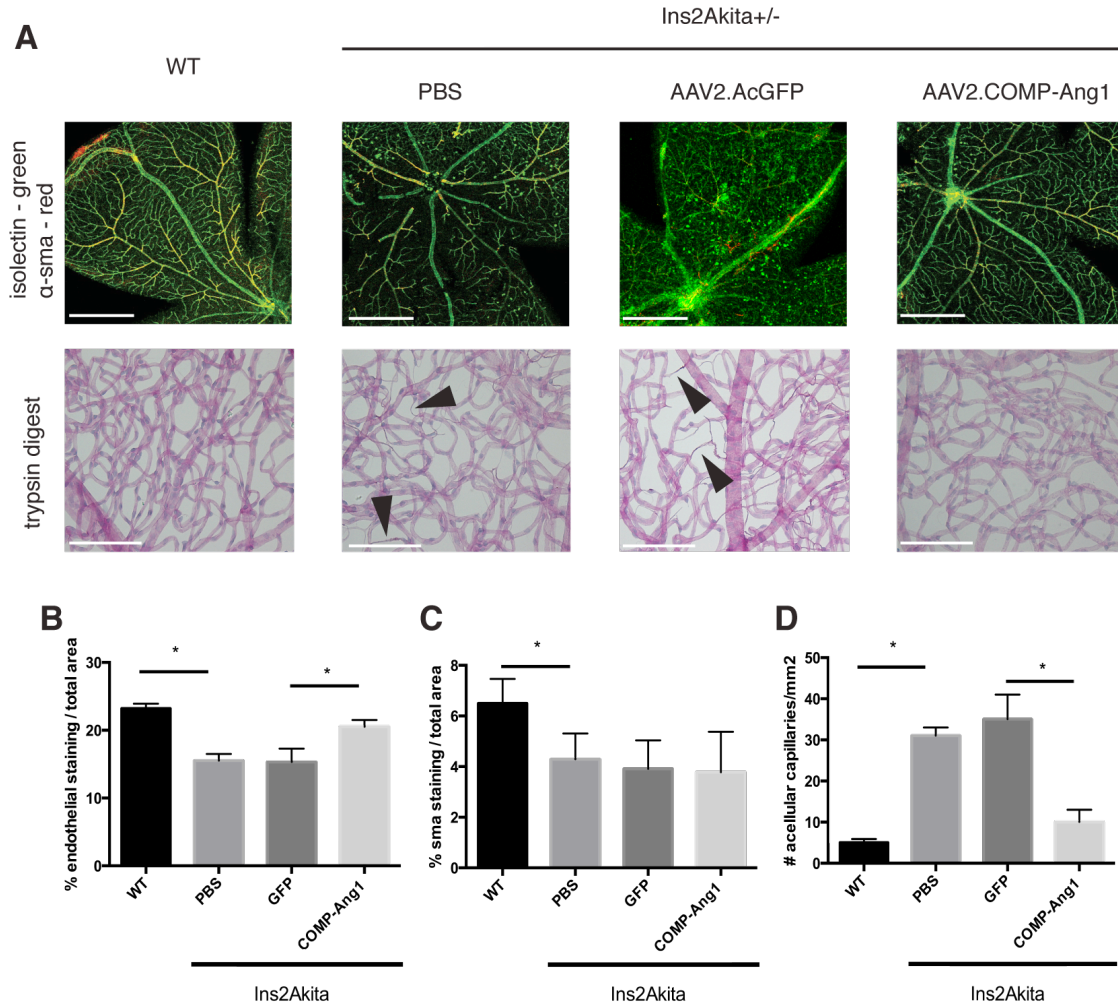 A
Ins2Akita+/-
WT
PBS
AAV2.AcGFP
AAV2.COMP-Ang1
isolectin - green
α-sma - red
trypsin digest
B
% endothelial staining / total area
30
20
10
0
*
*
WT
PBS
GFP
COMP-Ang1
Ins2Akita
C
% sma staining / total area
8
6
4
2
0
*
WT
PBS
GFP
COMP-Ang1
Ins2Akita
D
# acellular capillaries/mm2
50
40
30
20
10
0
*
*
WT
PBS
GFP
COMP-Ang1
Ins2Akita